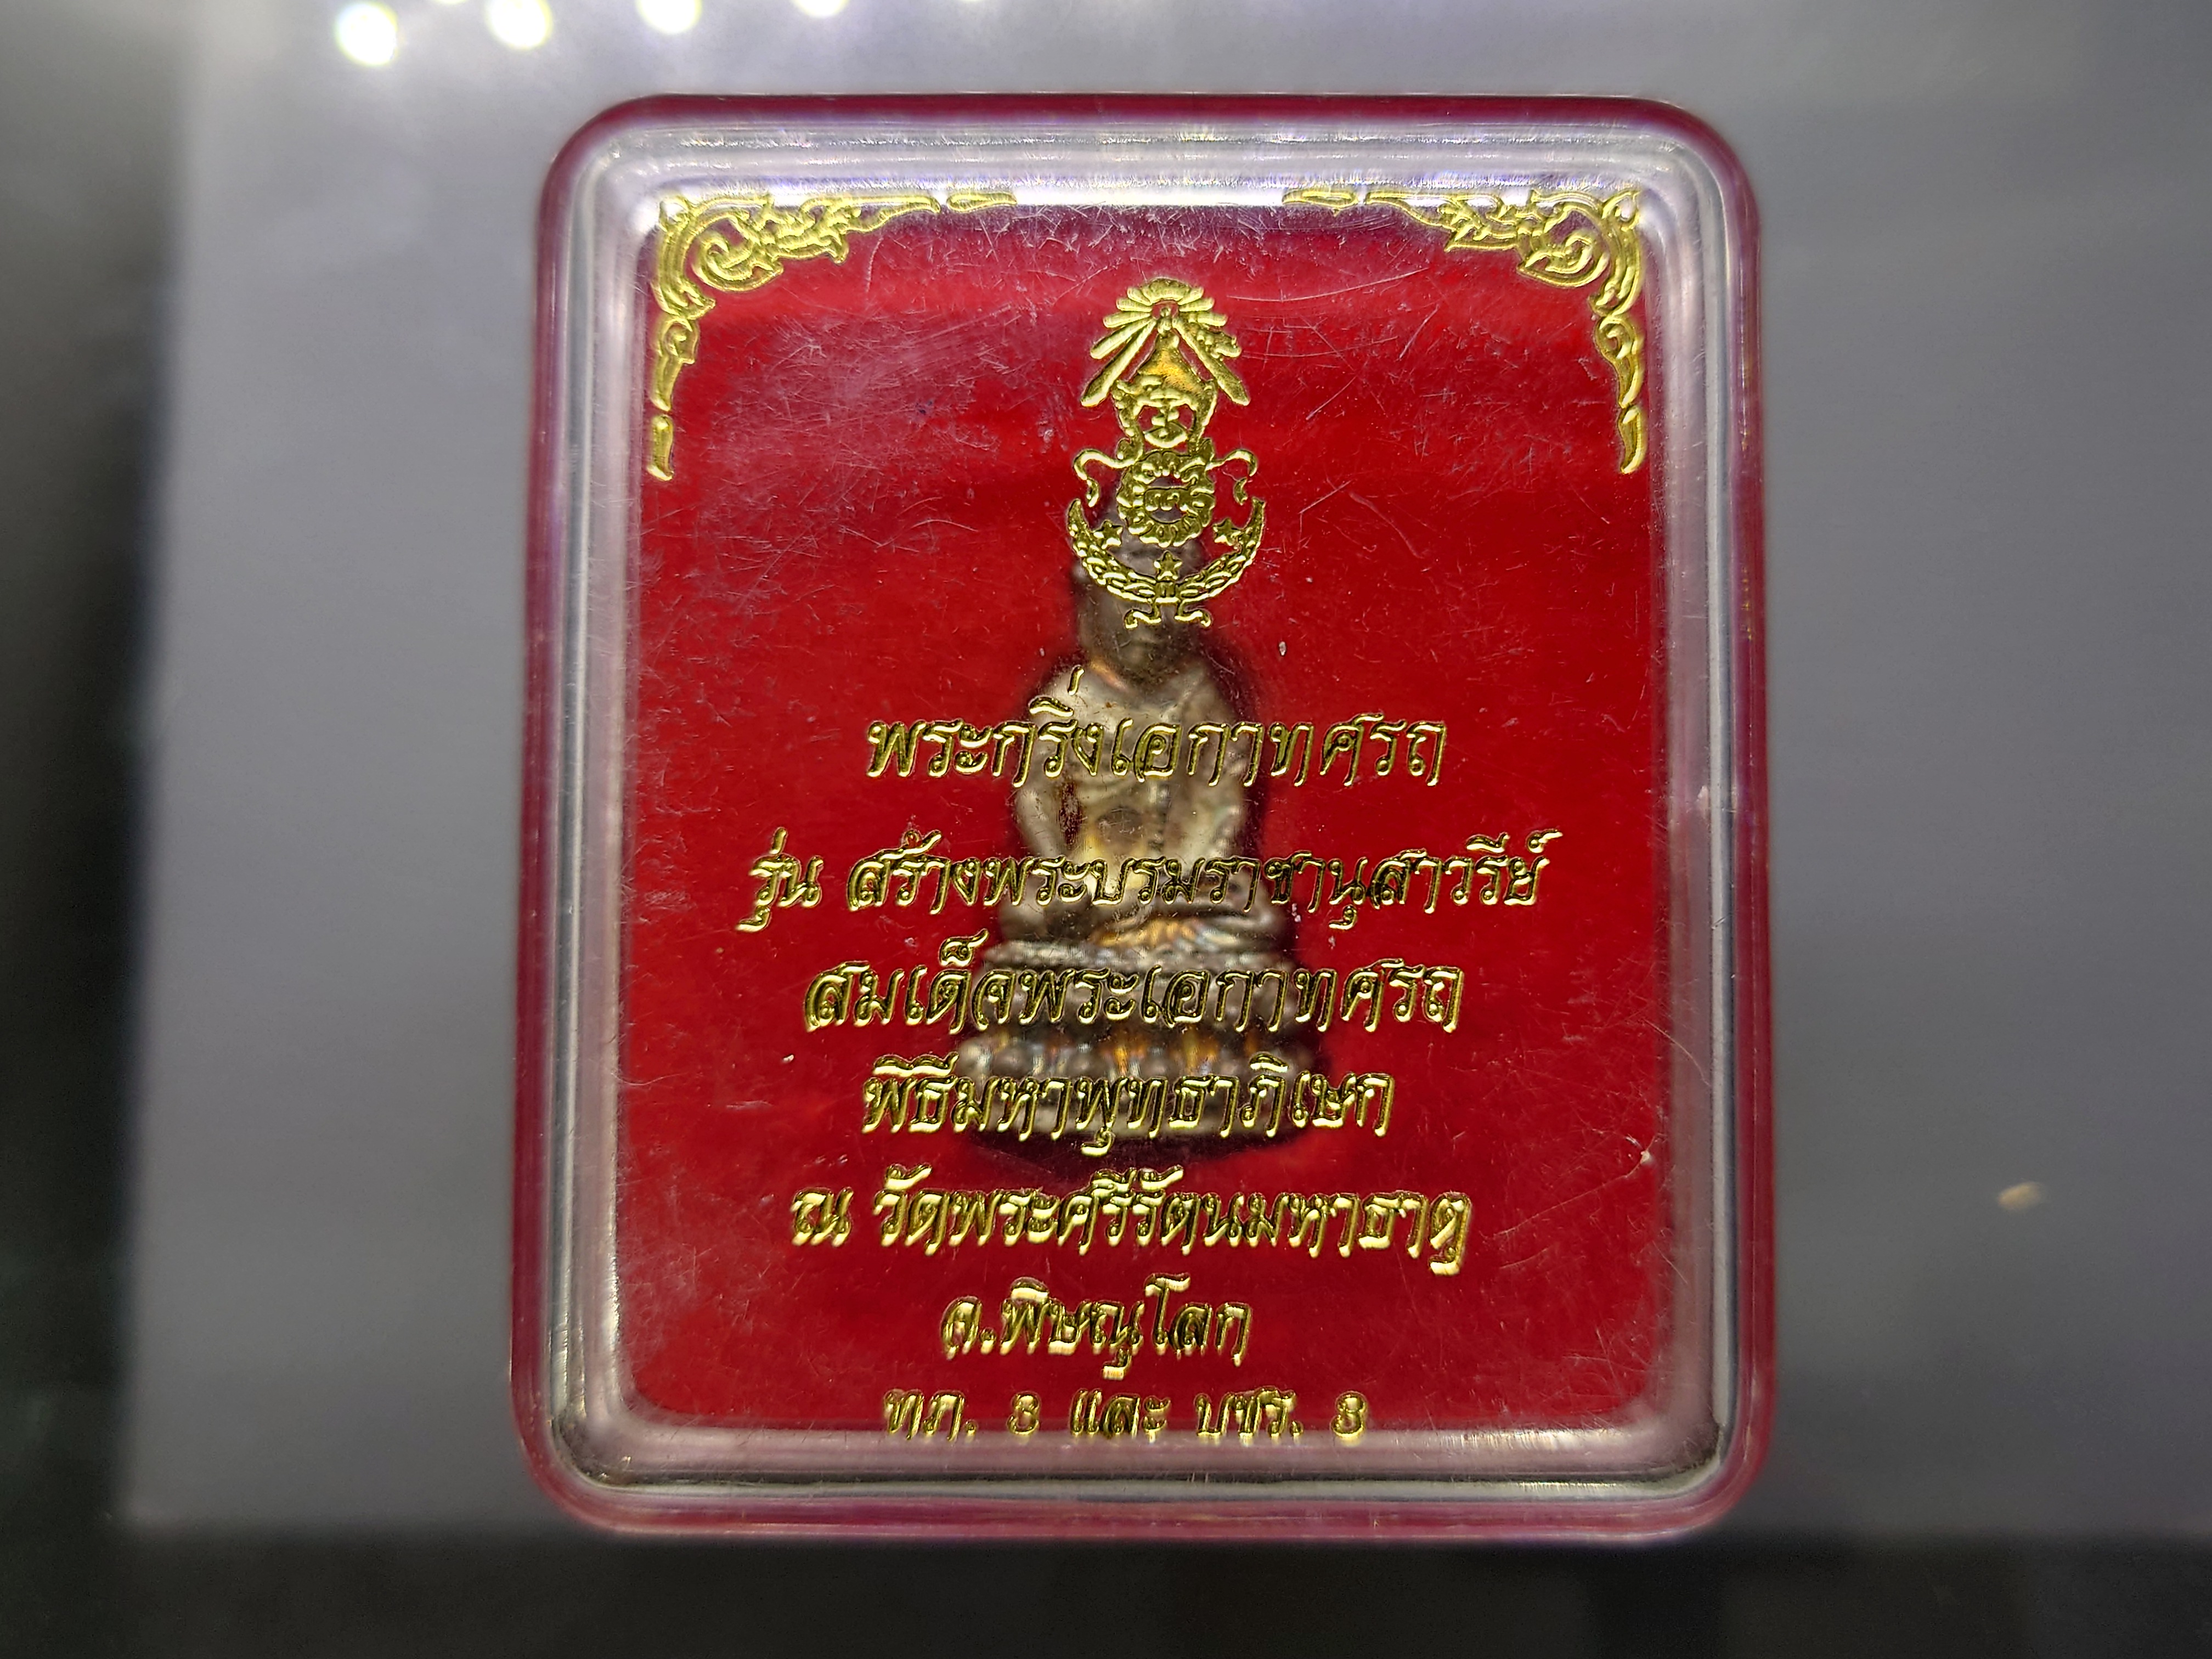 พระกริ่งเอกาทศรถ
รุ่น สร้างพระบรมราชานุสาวรีย์
สมเด็จพระเอกาทศรถ
พิธีมหาพุทธาภิเษก
ณ วัดพระศรีรัตนมหาธาตุ
จ.พิษณุโลก
ทภ. 3 และ บชร. 3